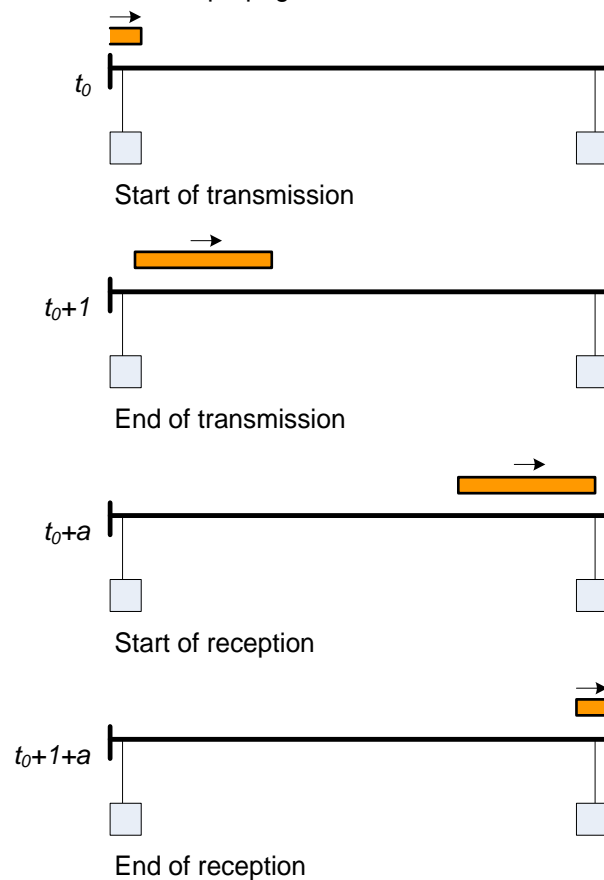 t0
Start of transmission
t0+1
End of transmission
t0+a
Start of reception
t0+1+a
End of reception